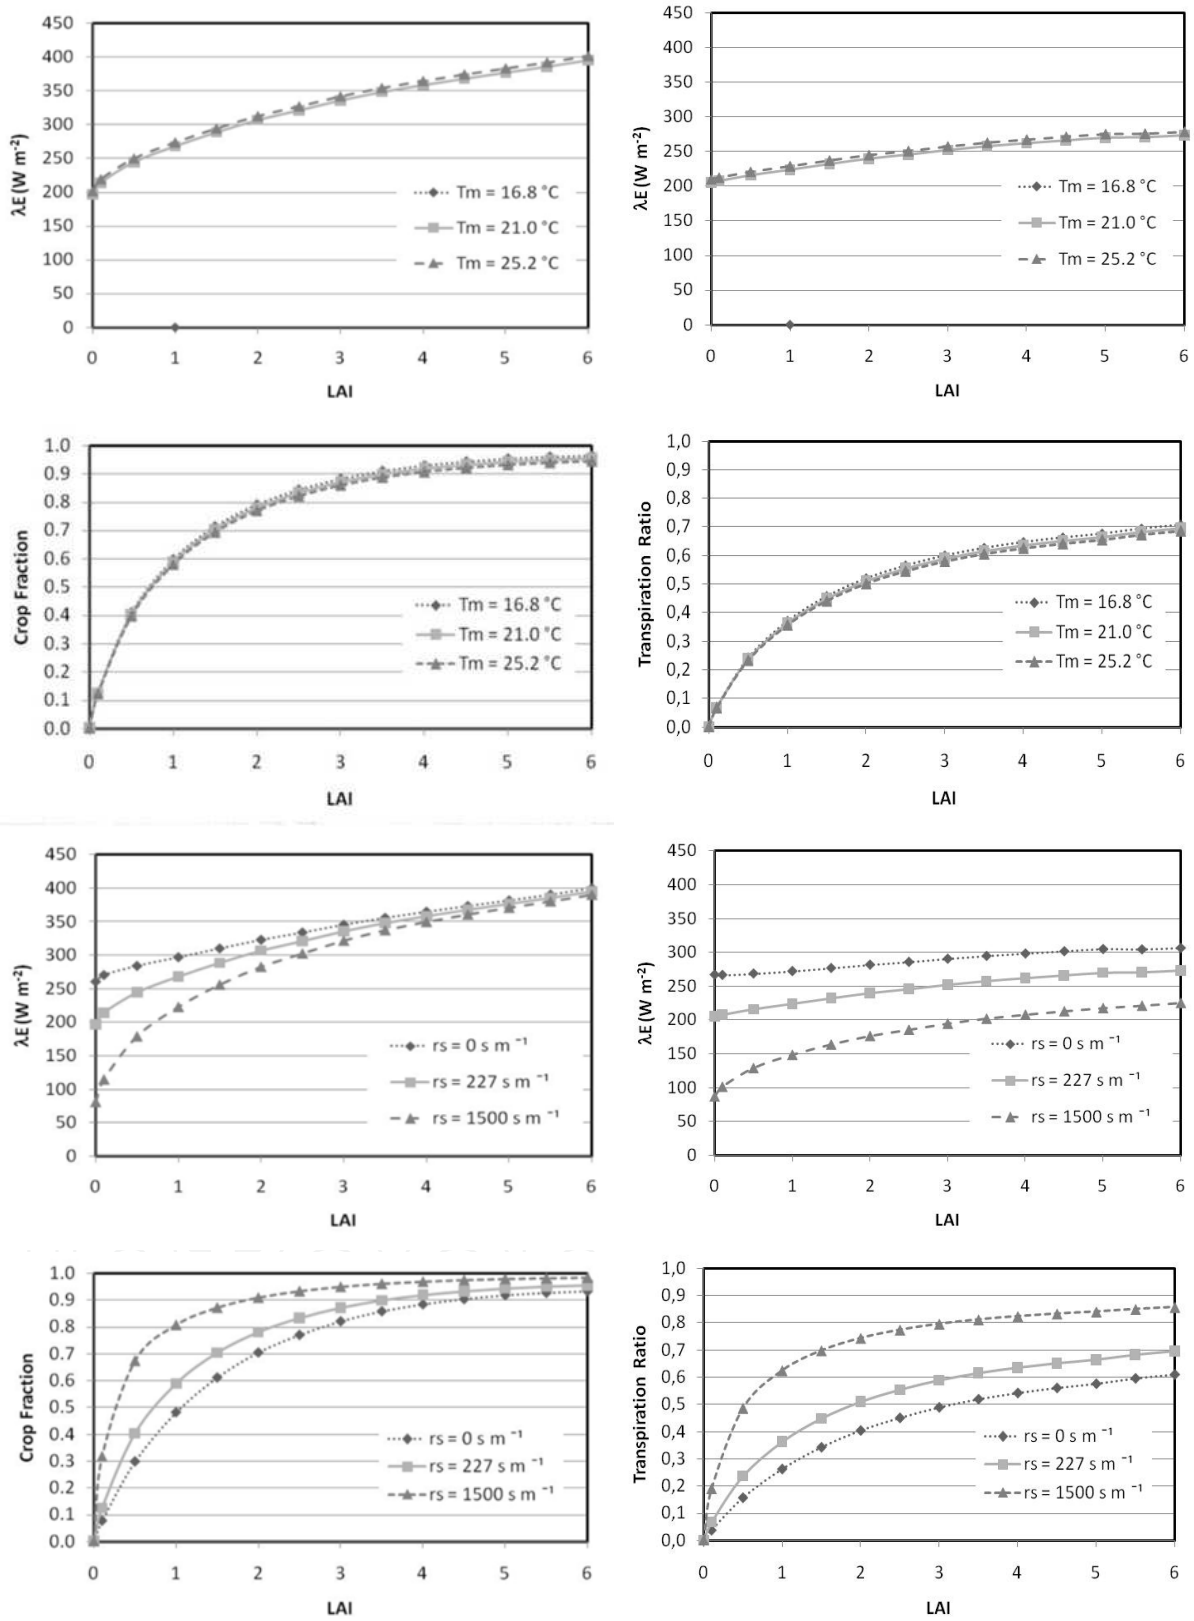 450
400
350
300
250
200
150
100
50
0
λE (W m-2)
Tm = 16.8 °C
Tm = 21.0 °C
Tm = 25.2 °C
0 1 2 3 4 5 6
LAI
450
400
350
300
250
200
150
100
50
0
λE (W m-2)
Tm = 16.8 °C
Tm = 21.0 °C
Tm = 25.2 °C
0 1 2 3 4 5 6
LAI
1.0
0.9
0.8
0.7
0.6
0.5
0.4
0.3
0.2
0.1
0.0
Crop Fraction
Tm = 16.8 °C
Tm = 21.0 °C
Tm = 25.2 °C
0 1 2 3 4 5 6
LAI
1,0
0,9
0,8
0,7
0,6
0,5
0,4
0,3
0,2
0,1
0,0
Transpiration Ratio
Tm = 16.8 °C
Tm = 21.0 °C
Tm = 25.2 °C
0 1 2 3 4 5 6
LAI
450
400
350
300
250
200
150
100
50
0
λE (W m-2)
rs = 0 s m ⁻¹
rs = 227 s m ⁻¹
rs = 1500 s m ⁻¹
0 1 2 3 4 5 6
LAI
450
400
350
300
250
200
150
100
50
0
λE (W m-2)
rs = 0 s m ⁻¹
rs = 227 s m ⁻¹
rs = 1500 s m ⁻¹
0 1 2 3 4 5 6
LAI
1.0
0.9
0.8
0.7
0.6
0.5
0.4
0.3
0.2
0.1
0.0
Crop Fraction
rs = 0 s m ⁻¹
rs = 227 s m ⁻¹
rs = 1500 s m ⁻¹
0 1 2 3 4 5 6
LAI
1,0
0,9
0,8
0,7
0,6
0,5
0,4
0,3
0,2
0,1
0,0
Transpiration Ratio
rs = 0 s m ⁻¹
rs = 227 s m ⁻¹
rs = 1500 s m ⁻¹
0 1 2 3 4 5 6
LAI